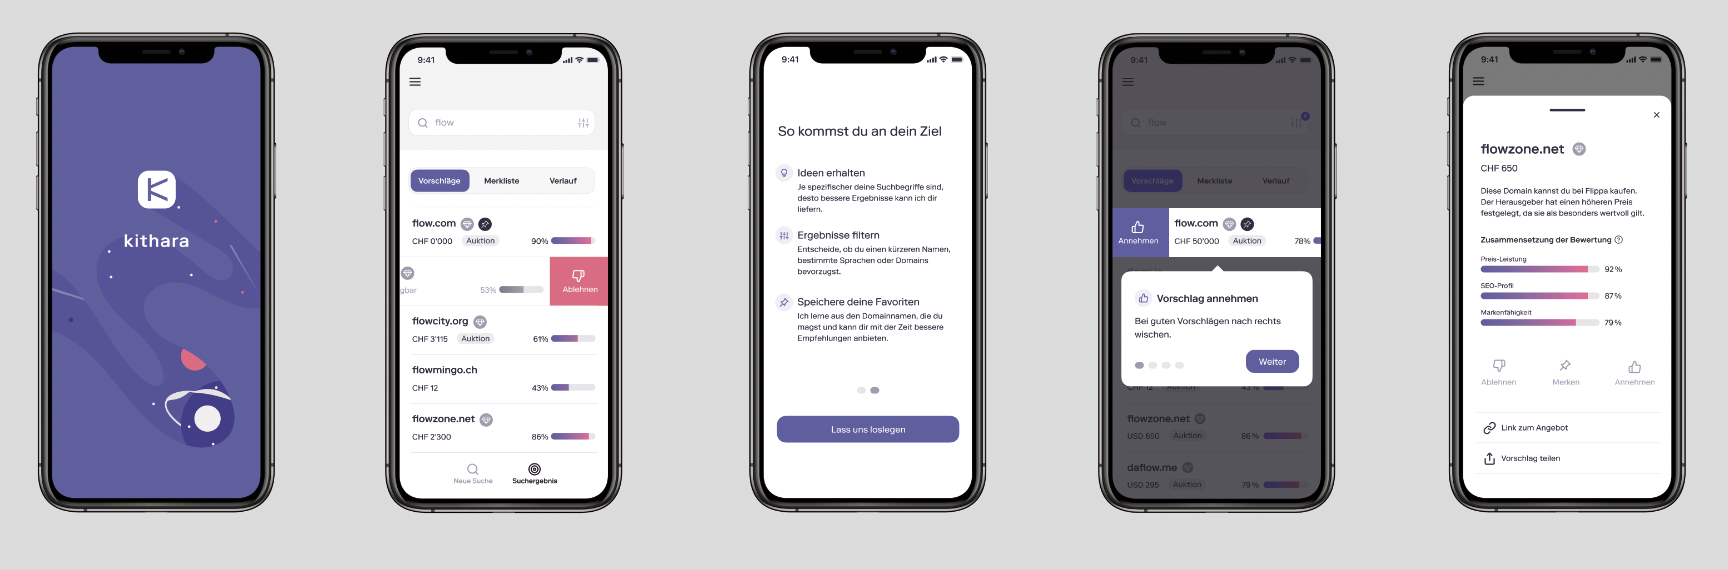 kithara
9:41
flow
Vorschläge Merkliste Verlauf
flow.com
CHF 0'000 Auktion 90%
gbar 53% Ablehnen
flowcity.org
CHF 3'115 Auktion 61%
flowmingo.ch
CHF 12 43%
flowzone.net
CHF 2'300 86%
Neue Suche Suchergebnis
9:41
So kommst du an dein Ziel
Ideen erhalten
Je spezifischer deine Suchbegriffe sind,
desto bessere Ergebnisse kann ich dir
liefern.
Ergebnisse filtern
Entscheide, ob du einen kürzeren Namen,
bestimmte Sprachen oder Domains
bevorzugst.
Speichere deine Favoriten
Ich lerne aus den Domainnamen, die du
magst und kann dir mit der Zeit bessere
Empfehlungen anbieten.
Lass uns loslegen
9:41
flow
Vorschläge Merkliste Verlauf
flow.com
Annehmen CHF 50'000 Auktion 78%
Vorschlag annehmen
Bei guten Vorschlägen nach rechts
wischen.
Weiter
CHF 12 Auktion 43%
flowzone.net
USD 650 Auktion 86%
daflow.me
USD 295 Auktion 79%
9:41
flowzone.net
CHF 650
Diese Domain kannst du bei Flippa kaufen.
Der Herausgeber hat einen höheren Preis
festgelegt, da sie als besonders wertvoll gilt.
Zusammensetzung der Bewertung
Preis-Leistung
92%
SEO-Profil
87%
Markenfähigkeit
79%
Ablehnen Merken Annehmen
Link zum Angebot
Vorschlag teilen